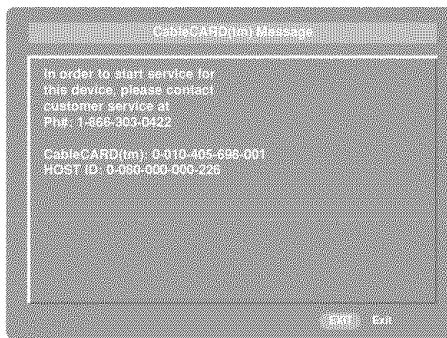 CableCARD(tm) Message
In order to start service for
this device, please contact
customer service at
Ph#: 1-866-303-0422
CableCARD(tm): 0-010-405-696-001
HOST ID: 0-060-000-000-226
EXIT Exit